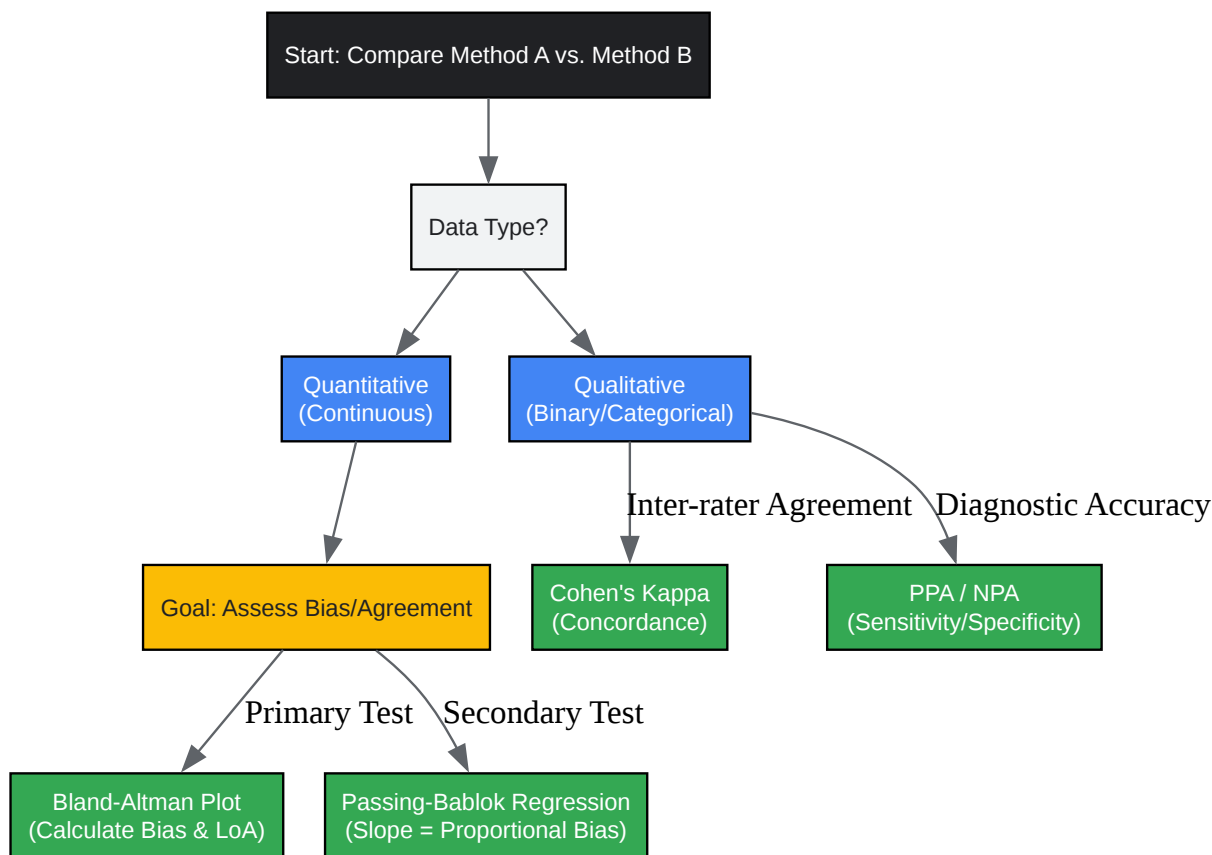 Start: Compare Method A vs. Method B
Data Type?
Quantitative
(Continuous)
Qualitative
(Binary/Categorical)
Inter-rater Agreement
Diagnostic Accuracy
Goal: Assess Bias/Agreement
Cohen's Kappa
(Concordance)
PPA / NPA
(Sensitivity/Specificity)
Primary Test
Secondary Test
Bland-Altman Plot
(Calculate Bias & LoA)
Passing-Bablok Regression
(Slope = Proportional Bias)